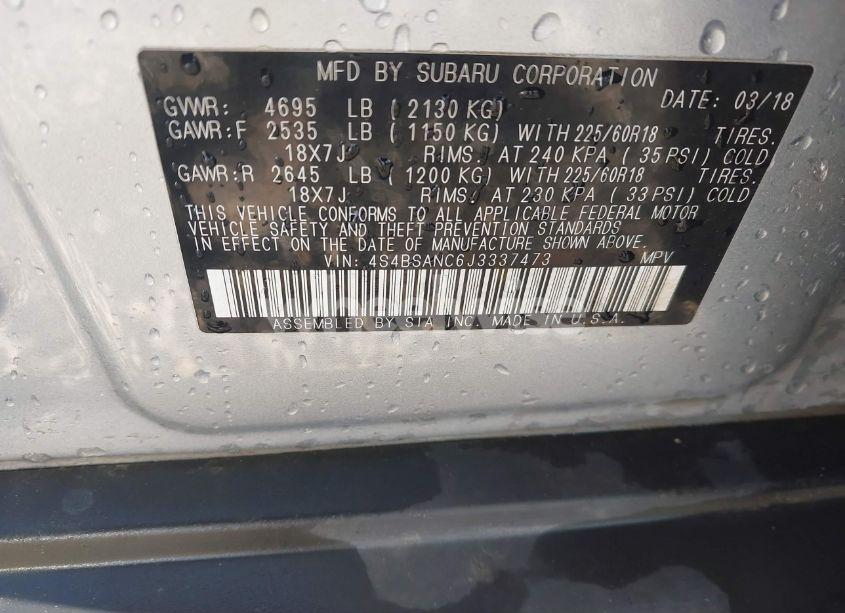 MFD BY SUBARU CORPORATION
GVWR: 4695 LB ( 2130 KG) DATE: 03/18
GAWR:F 2535 LB ( 1150 KG) WITH 225/60R18 TIRES.
18X7J RIMS. AT 240 KPA ( 35 PSI) COLD
GAWR:R 2645 LB ( 1200 KG) WITH 225/60R18 TIRES.
18X7J RIMS. AT 230 KPA ( 33 PSI) COLD
THIS VEHICLE CONFORMS TO ALL APPLICABLE FEDERAL MOTOR
VEHICLE SAFETY AND THEFT PREVENTION STANDARDS
IN EFFECT ON THE DATE OF MANUFACTURE SHOWN ABOVE.
VIN: 4S4BSANC6J3337473 MPV
ASSEMBLED BY SIA INC. MADE IN U.S.A.